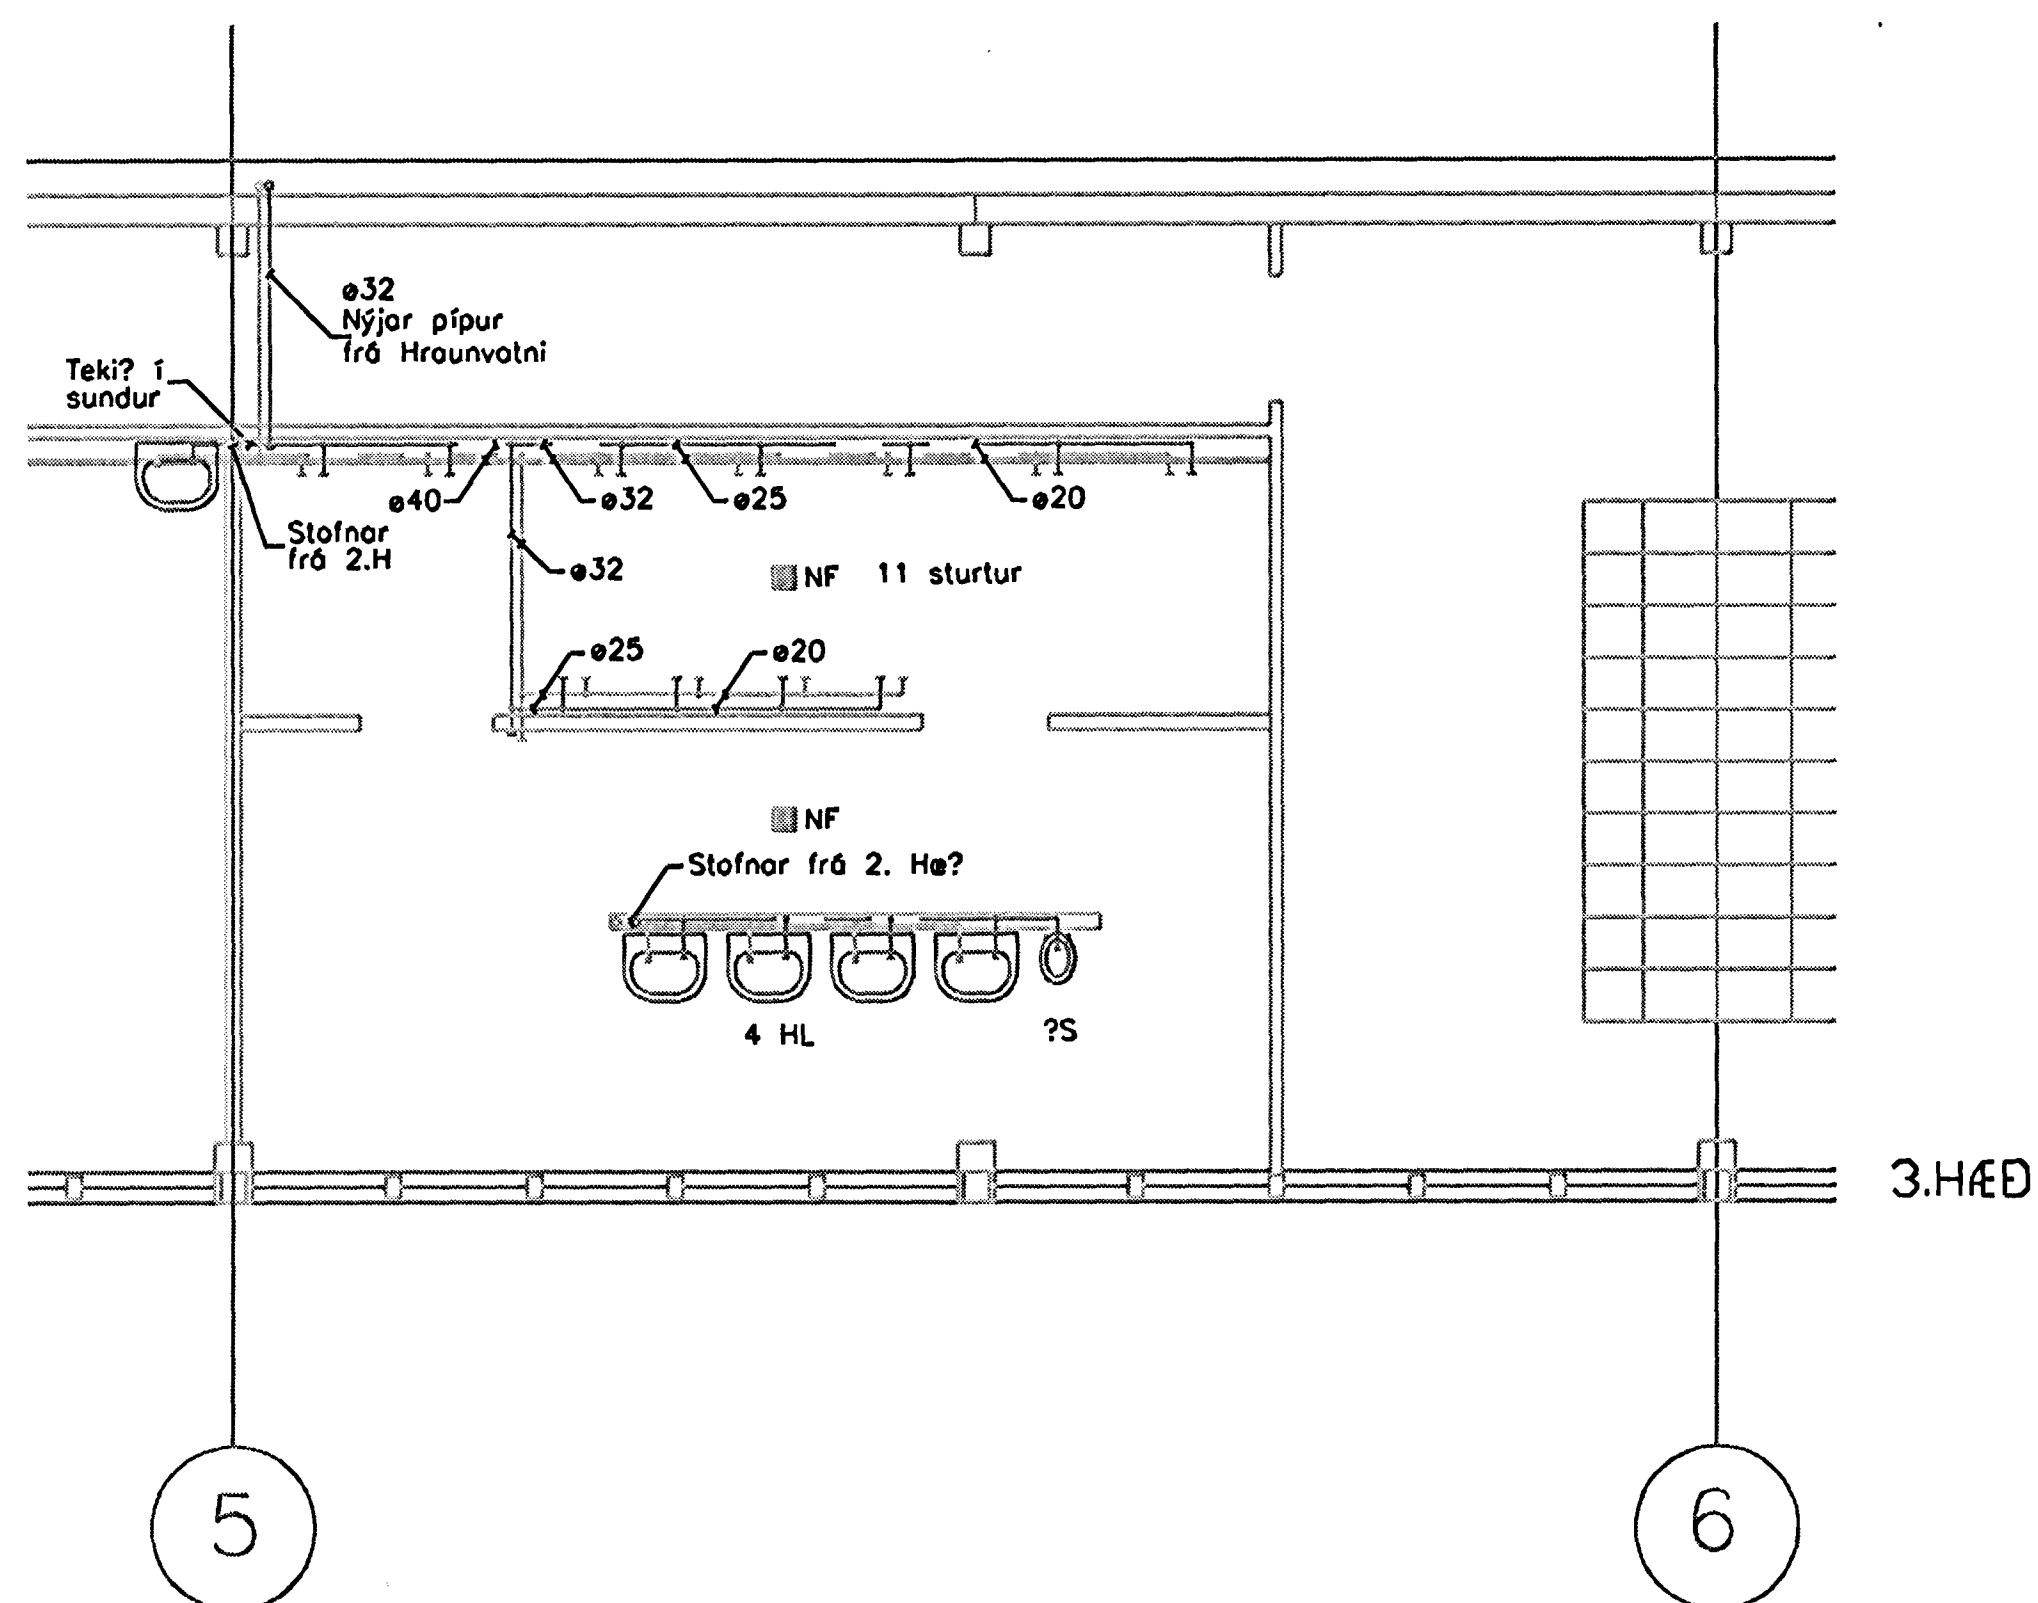 ø32
Nýjar pípur
frá Hraunvatni
Teki? í
sundur
ø40
ø32
ø25
ø20
Stofnar
frá 2.H
ø32
NF 11 sturtur
ø25
ø20
NF
Stofnar frá 2. Hæ?
4 HL
?S
3.HÆÐ
5
6